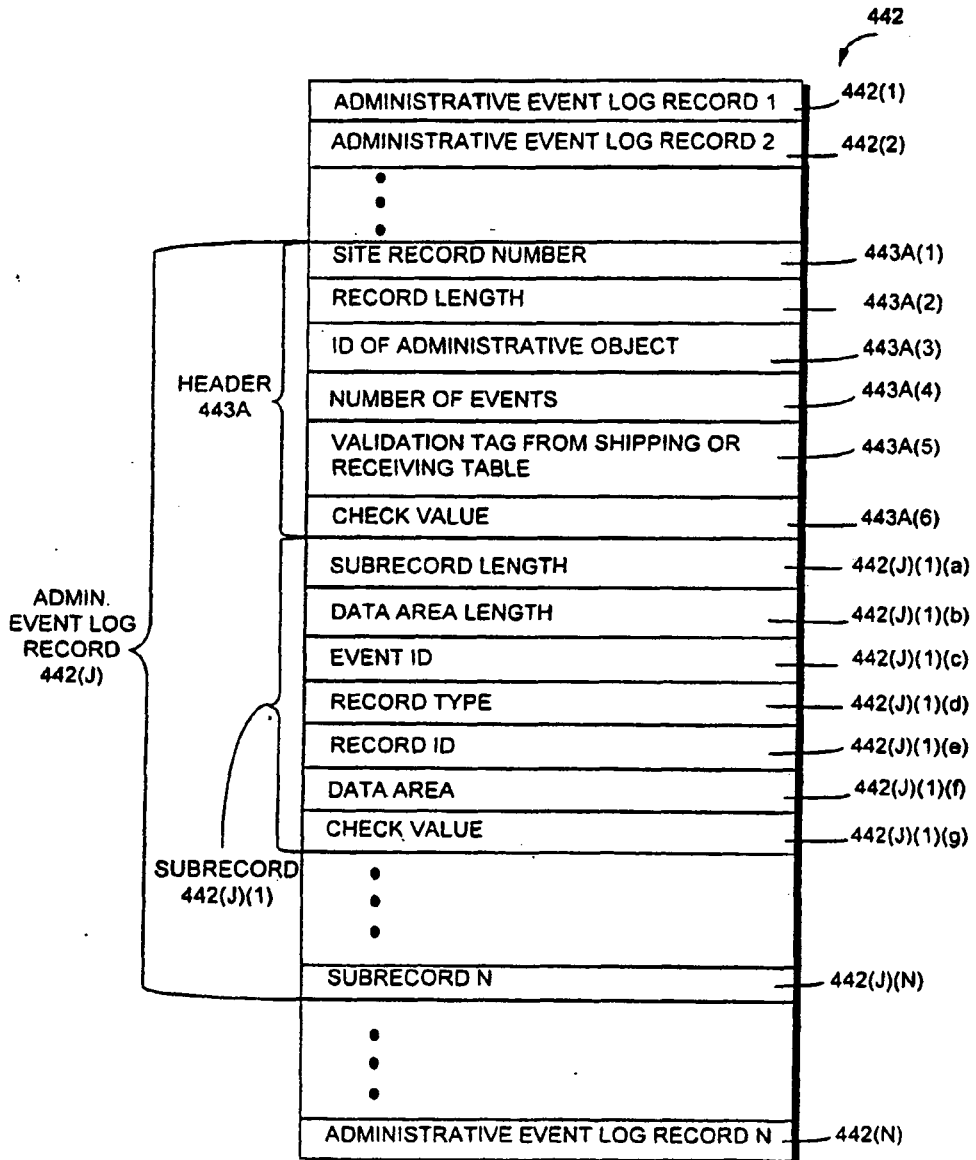 442
ADMINISTRATIVE EVENT LOG RECORD 1 442(1)
ADMINISTRATIVE EVENT LOG RECORD 2 442(2)
SITE RECORD NUMBER 443A(1)
RECORD LENGTH 443A(2)
ID OF ADMINISTRATIVE OBJECT 443A(3)
HEADER
443A
NUMBER OF EVENTS 443A(4)
VALIDATION TAG FROM SHIPPING OR
RECEIVING TABLE 443A(5)
CHECK VALUE 443A(6)
SUBRECORD LENGTH 442(J)(1)(a)
ADMIN.
EVENT LOG
RECORD
442(J)
DATA AREA LENGTH 442(J)(1)(b)
EVENT ID 442(J)(1)(c)
RECORD TYPE 442(J)(1)(d)
RECORD ID 442(J)(1)(e)
DATA AREA 442(J)(1)(f)
CHECK VALUE 442(J)(1)(g)
SUBRECORD
442(J)(1)
SUBRECORD N 442(J)(N)
ADMINISTRATIVE EVENT LOG RECORD N 442(N)